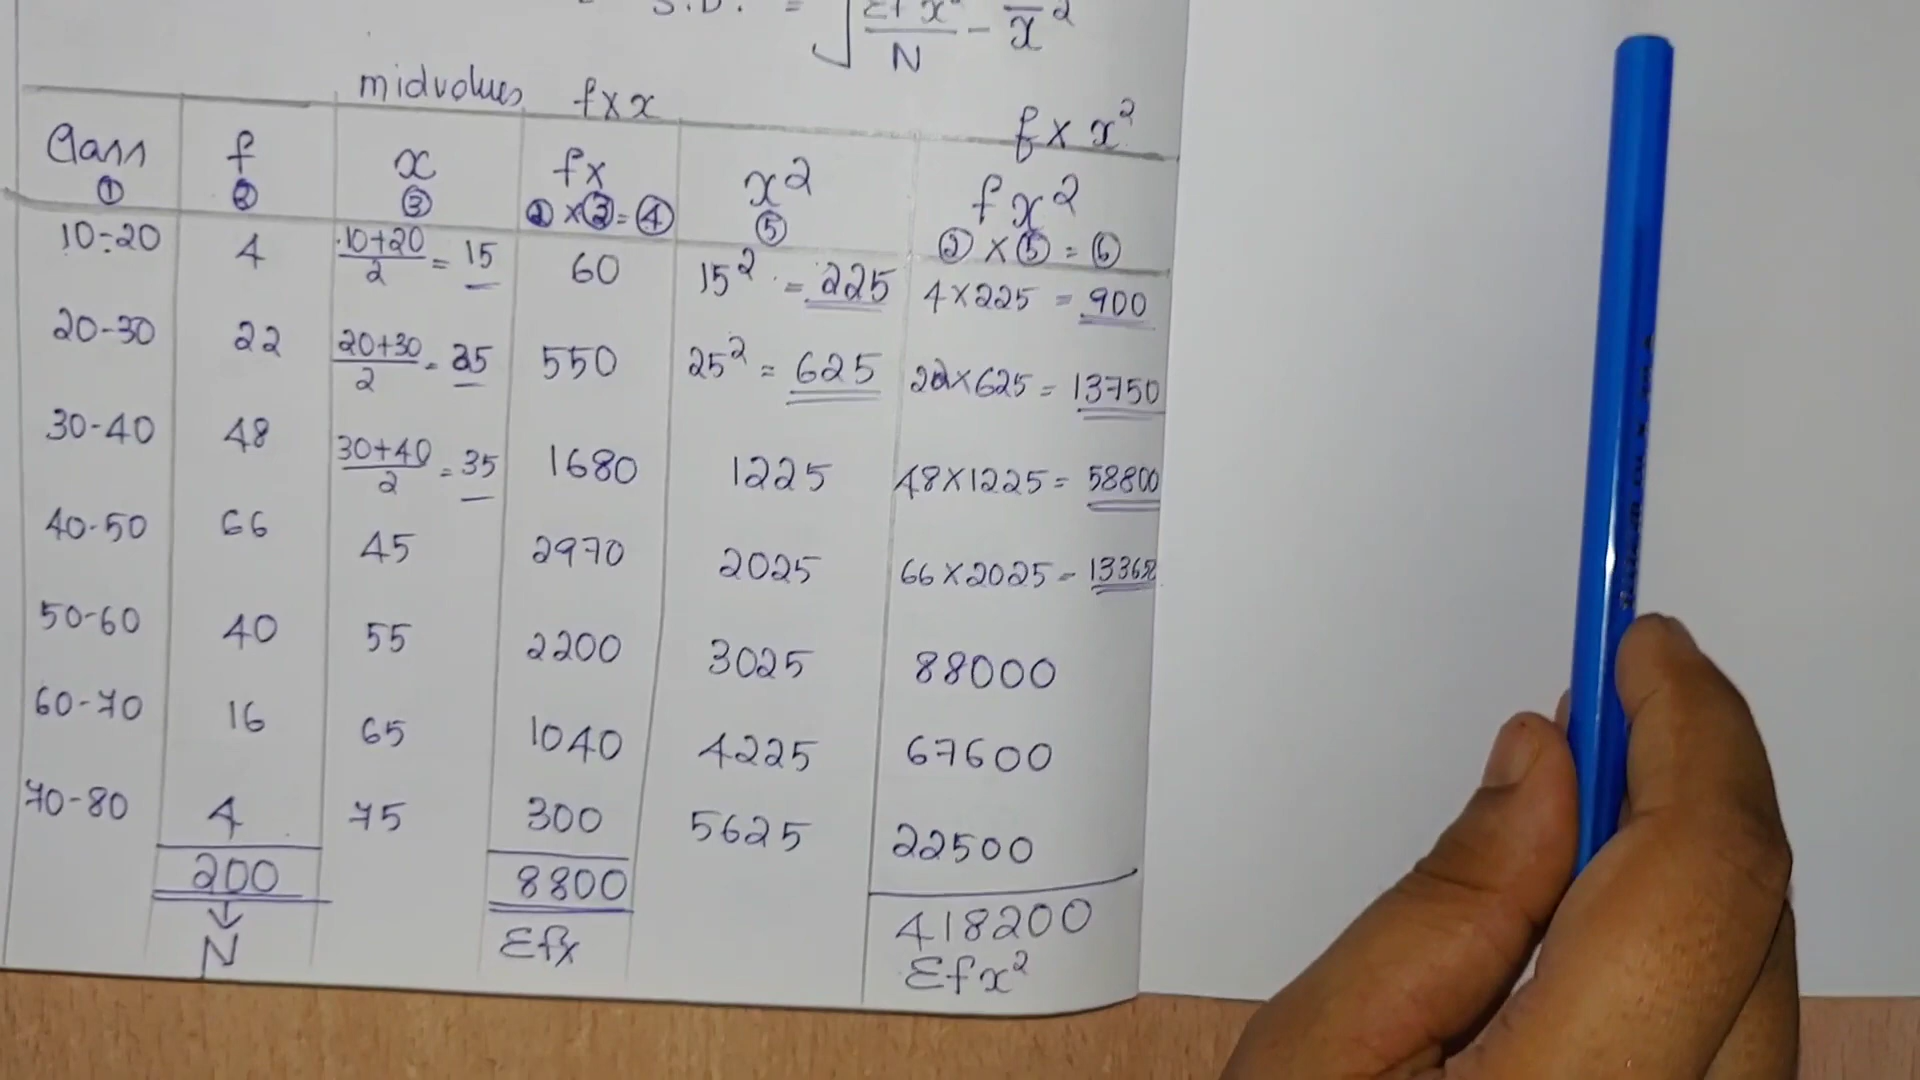 S.D. = √ Σfx²/N - x̄²
midvalues f×x f×x²
Class f x fx x² fx²
① ② ③ ②×③=④ ⑤ ②×⑤=⑥
10-20 4 10+20/2 = 15 60 15² = 225 4×225 = 900
20-30 22 20+30/2 = 25 550 25² = 625 22×625 = 13750
30-40 48 30+40/2 = 35 1680 1225 48×1225 = 58800
40-50 66 45 2970 2025 66×2025 = 133650
50-60 40 55 2200 3025 88000
60-70 16 65 1040 4225 67600
70-80 4 75 300 5625 22500
200 8800 418200
N Σfx Σfx²